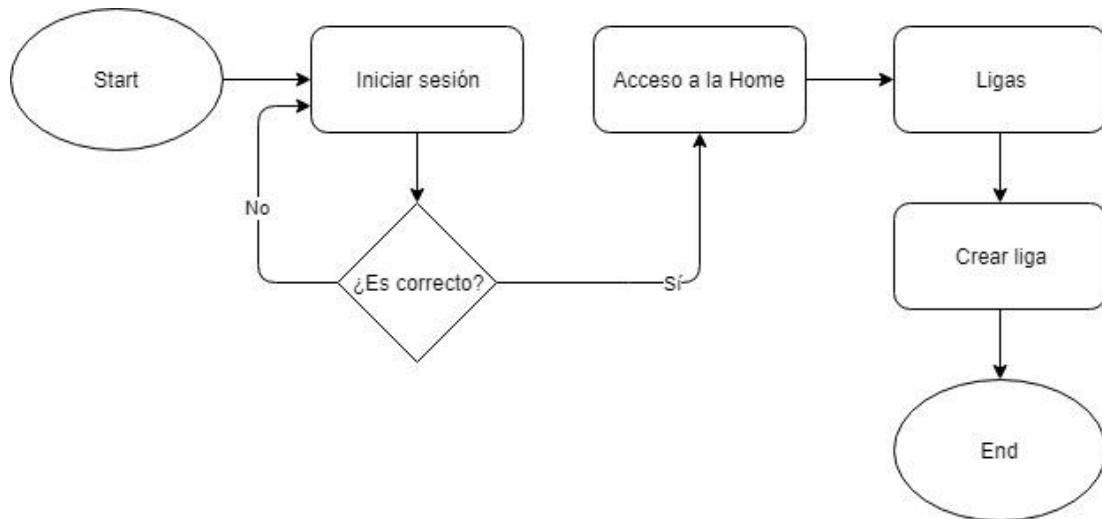 Start
Iniciar sesión
Acceso a la Home
Ligas
No
¿Es correcto?
Sí
Crear liga
End